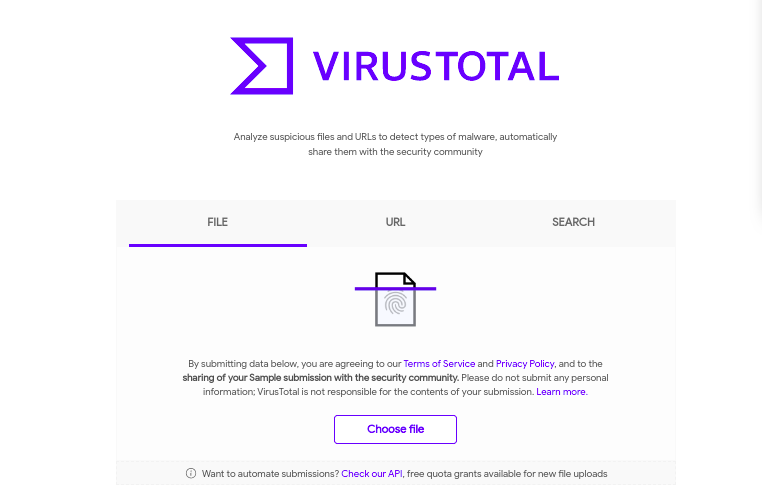 VIRUSTOTAL
Analyze suspicious files and URLs to detect types of malware, automatically
share them with the security community
FILE
URL
SEARCH
By submitting data below, you are agreeing to our Terms of Service and Privacy Policy, and to the
sharing of your Sample submission with the security community. Please do not submit any personal
information; VirusTotal is not responsible for the contents of your submission. Learn more.
Choose file
Want to automate submissions? Check our API, free quota grants available for new file uploads